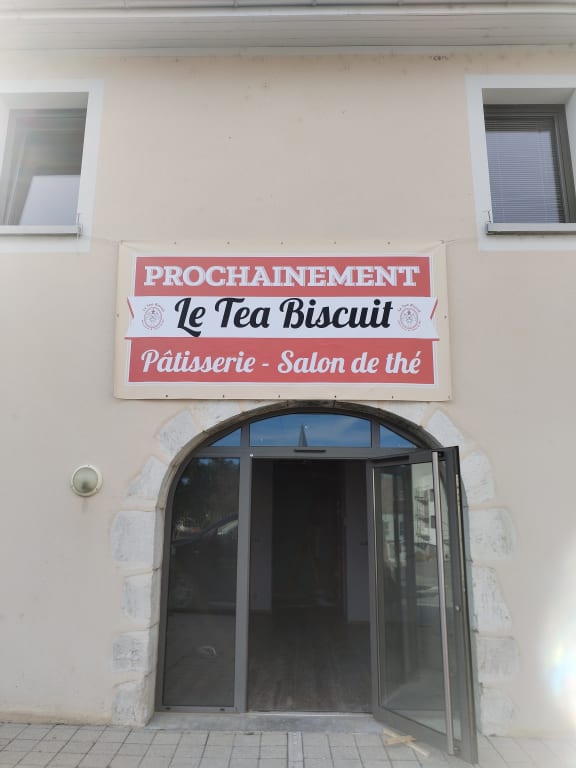 PROCHAINEMENT
Le Tea Biscuit
Pâtisserie - Salon de thé